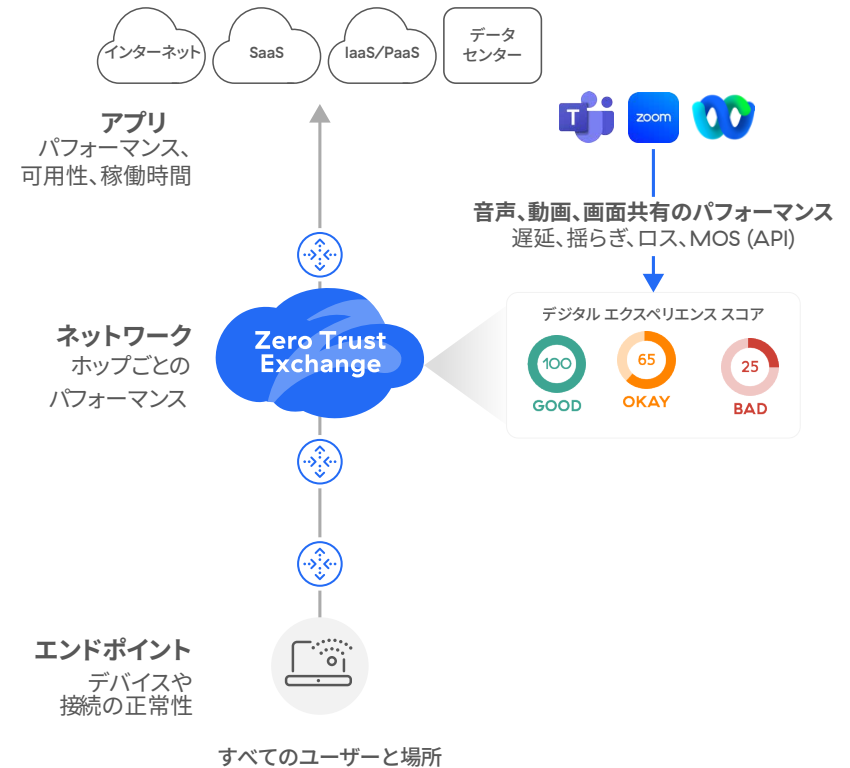 インターネット
SaaS
IaaS/PaaS
データ
センター
アプリ
パフォーマンス、
可用性、稼働時間
T
zoom
音声、動画、画面共有のパフォーマンス
遅延、揺らぎ、ロス、MOS (API)
ネットワーク
ホップごとの
パフォーマンス
Zero Trust
Exchange
デジタル エクスペリエンス スコア
100
GOOD
65
OKAY
25
BAD
エンドポイント
デバイスや
接続の正常性
すべてのユーザーと場所